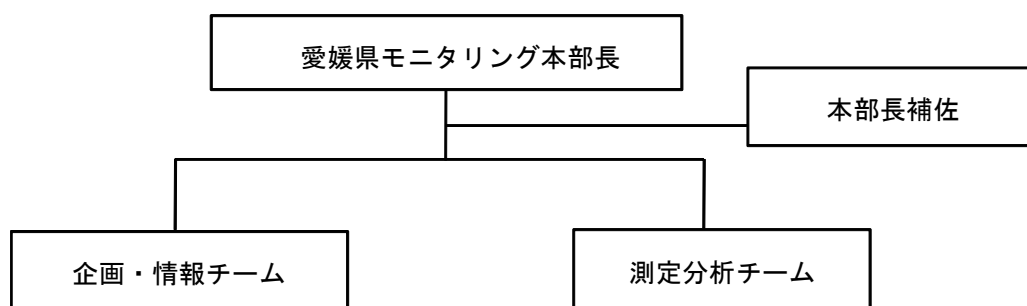 愛媛県モニタリング本部長
本部長補佐
企画・情報チーム
測定分析チーム